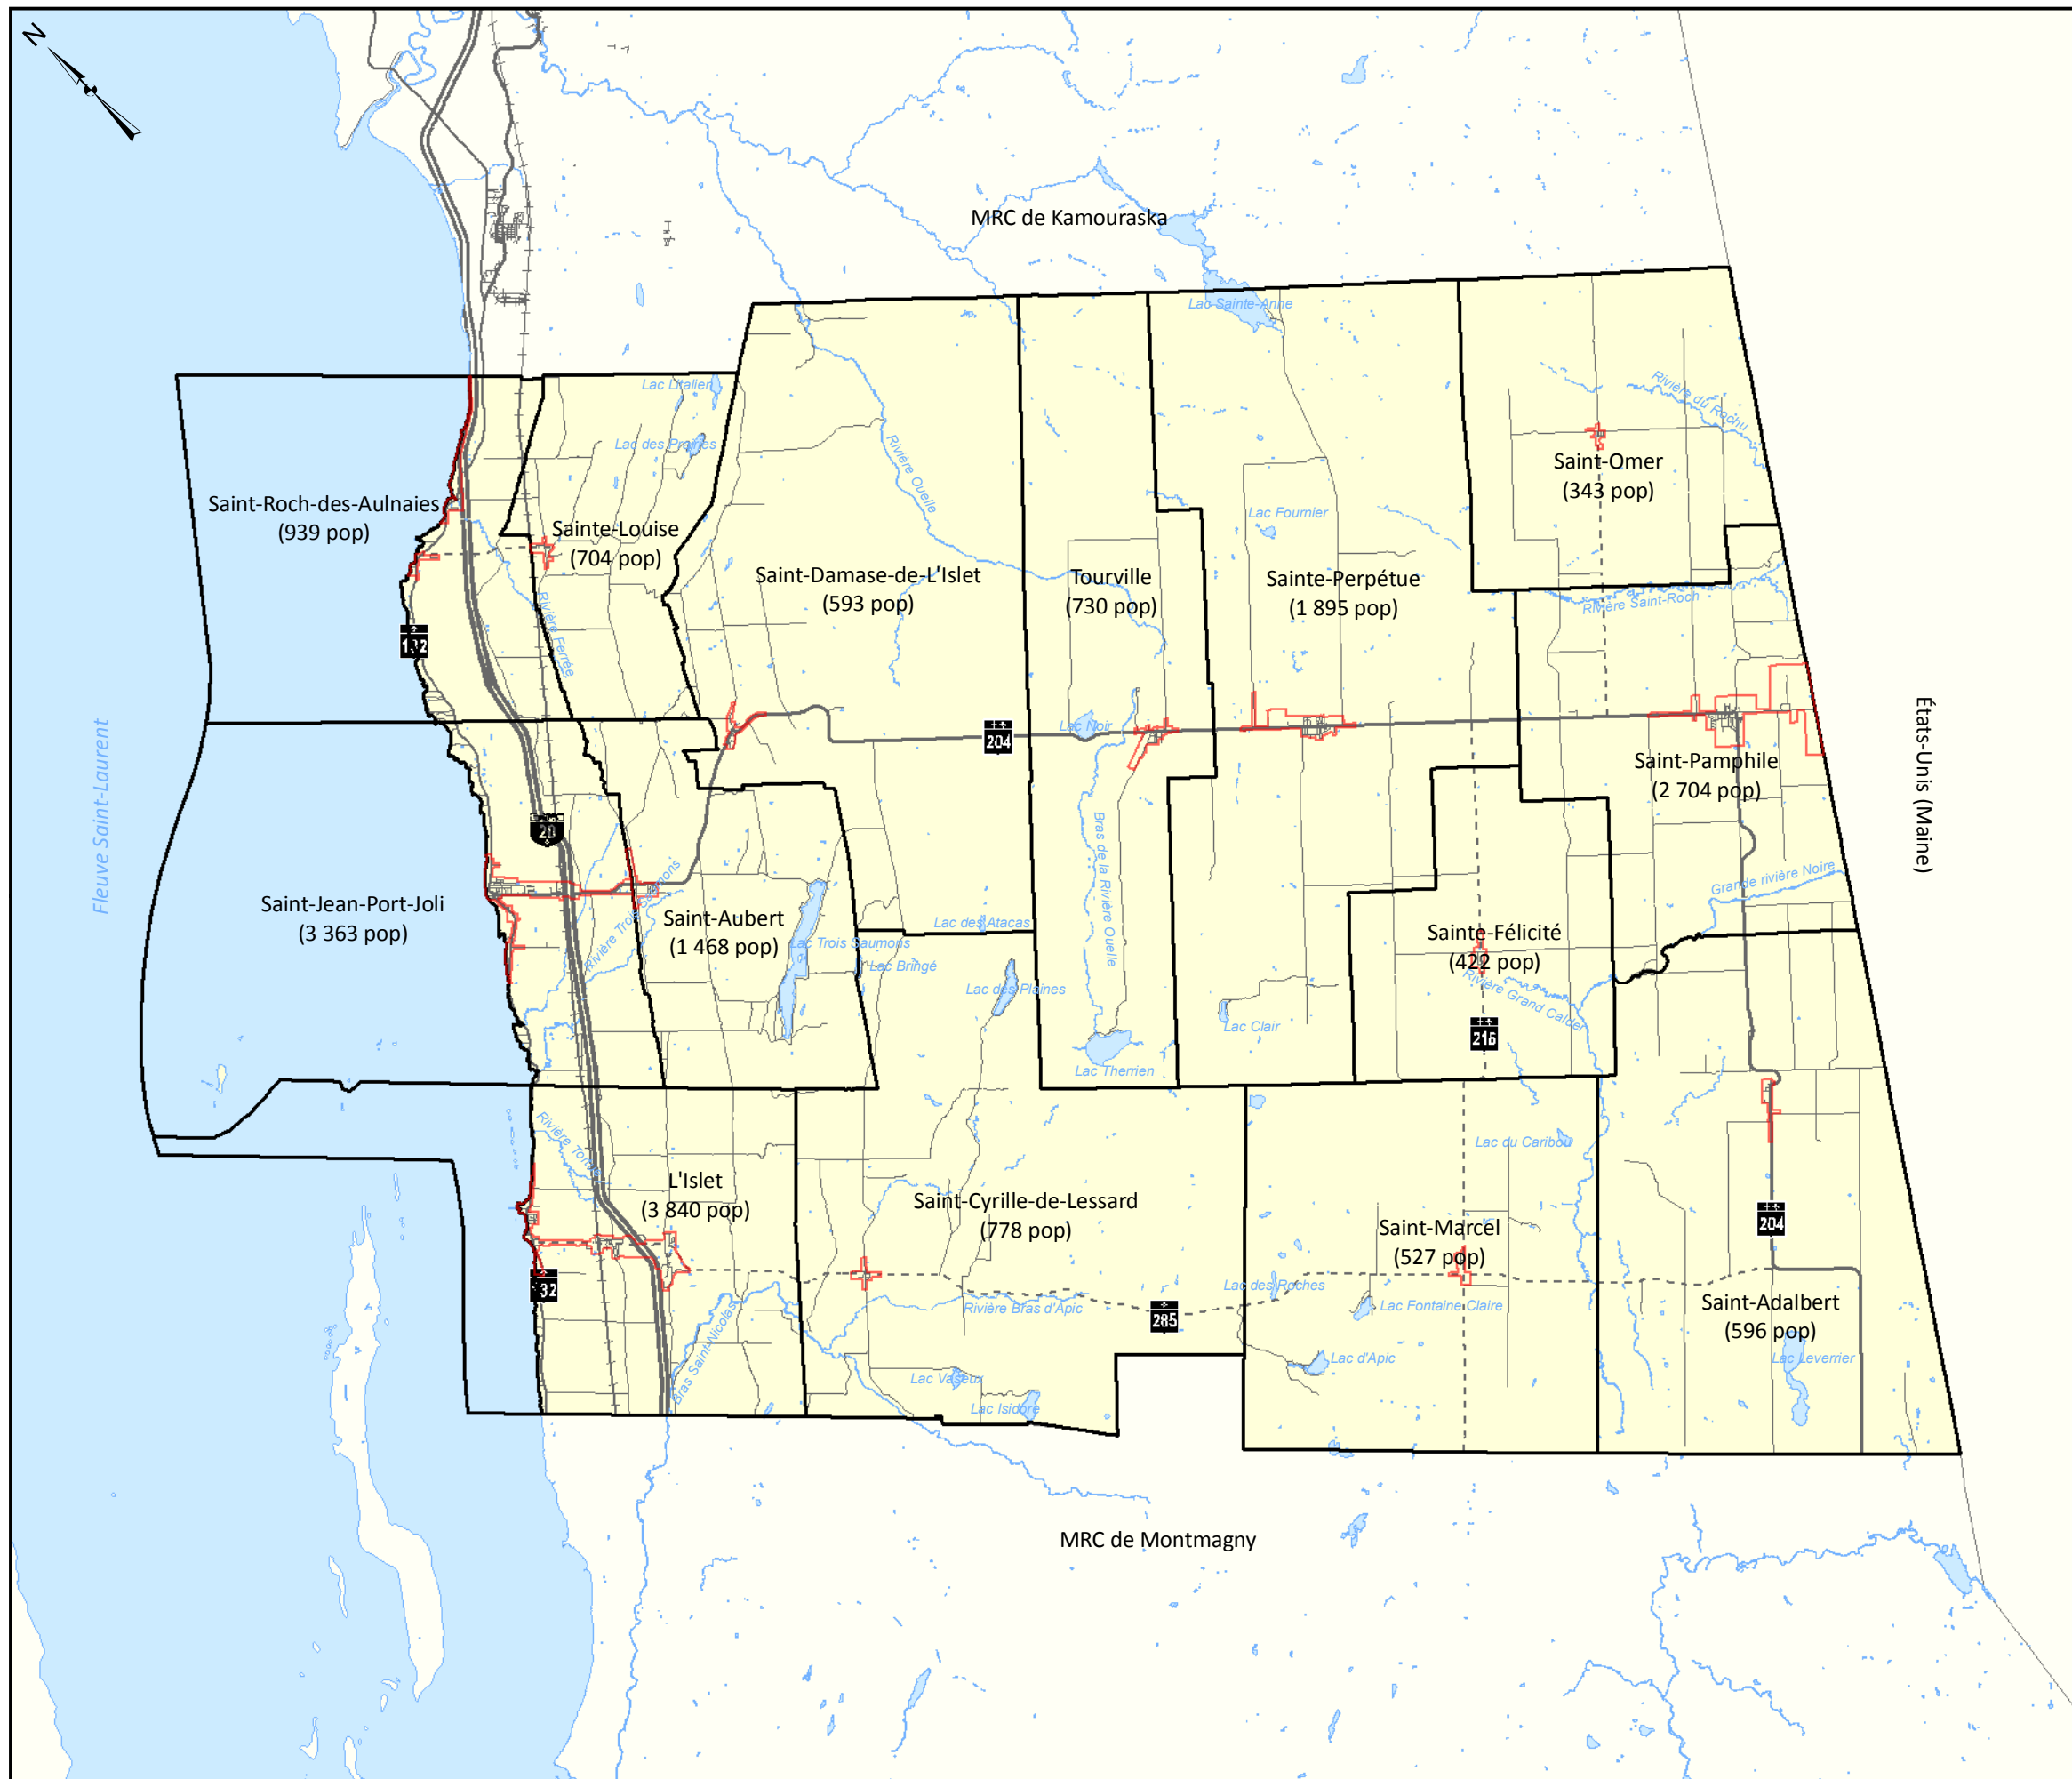 N
MRC de Kamouraska
Lac Sainte-Anne
Lac Litalien
Lac des Prairies
Rivière Ouelle
Rivière du Rochu
Saint-Omer
(343 pop)
Saint-Roch-des-Aulnaies
(939 pop)
Sainte-Louise
(704 pop)
Lac Fournier
Saint-Damase-de-L'Islet
(593 pop)
Tourville
(730 pop)
Sainte-Perpétue
(1 895 pop)
Rivière Saint-Roch
Rivière Ferrée
132
Lac Noir
204
États-Unis (Maine)
Fleuve Saint-Laurent
Saint-Pamphile
(2 704 pop)
20
Bras de la Rivière Ouelle
Grande rivière Noire
Rivière Trois Saumons
Saint-Jean-Port-Joli
(3 363 pop)
Saint-Aubert
(1 468 pop)
Lac Trois Saumons
Lac des Atacas
Lac Bringé
Sainte-Félicité
(422 pop)
Lac des Plaines
Rivière Grand Calder
Lac Clair
216
Lac Therrien
Rivière Tortue
Lac du Caribou
L'Islet
(3 840 pop)
Saint-Cyrille-de-Lessard
(778 pop)
Saint-Marcel
(527 pop)
204
132
Lac des Roches
Rivière Bras d'Apic
285
Lac Fontaine Claire
Saint-Adalbert
(596 pop)
Bras Saint-Nicolas
Lac d'Apic
Lac Leverrier
Lac Vaseux
Lac Isidore
MRC de Montmagny